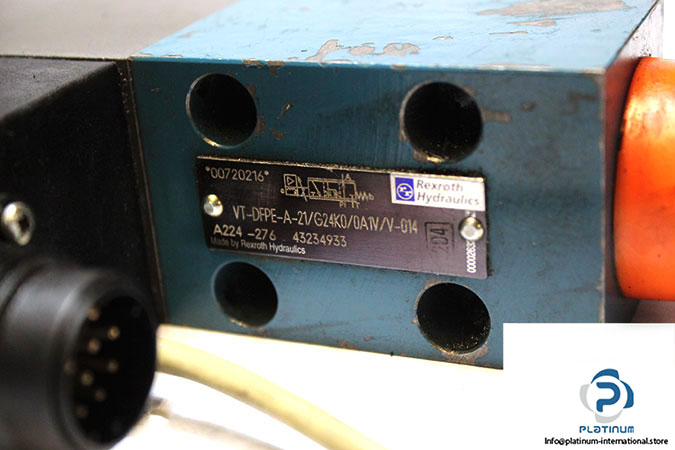 *00720216*
Rexroth
Hydraulics
VT-DFPE-A-21/G24K0/0A1V/V-014
A224 -276 43234933
204
Made by Rexroth Hydraulics
PLATINUM
info@platinum-international.store